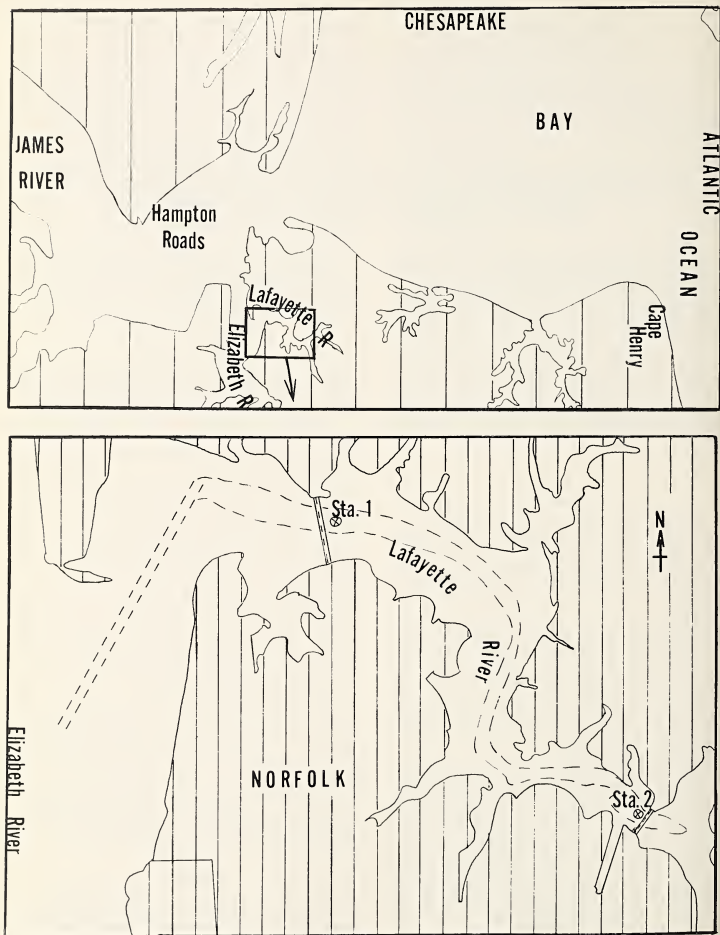 CHESAPEAKE
BAY
JAMES
RIVER
ATLANTIC
OCEAN
Hampton
Roads
Lafayette
R
Elizabeth R
Cape
Henry
Sta. 1
N
Lafayette
River
NORFOLK
Sta. 2
Elizabeth River